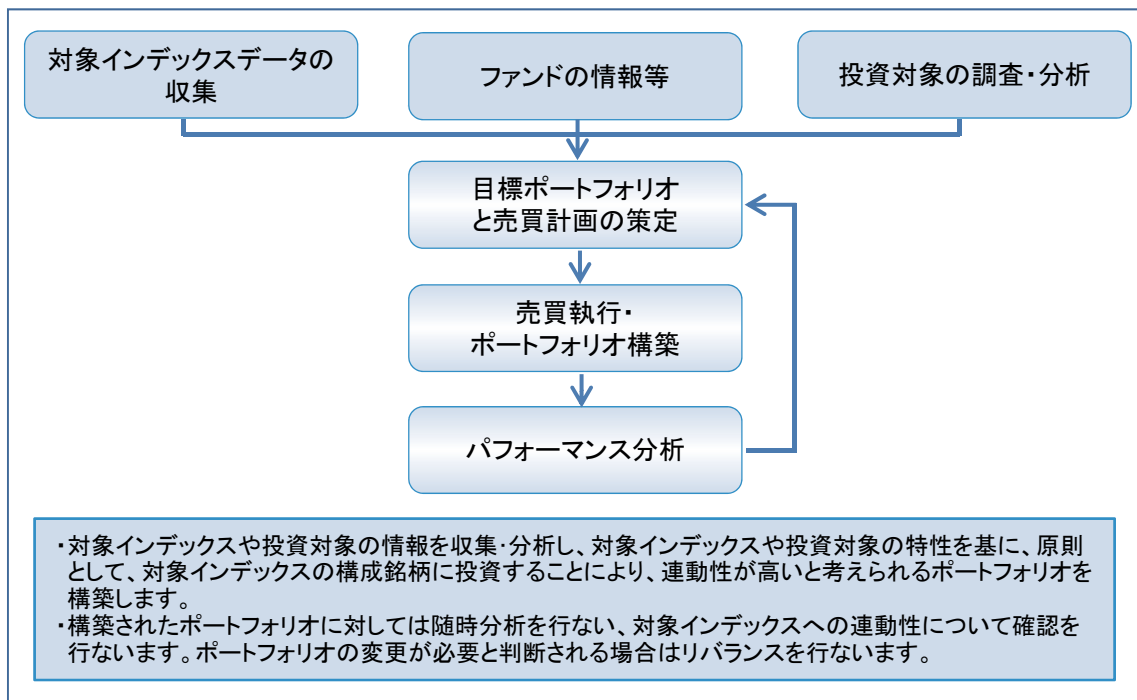 対象インデックスデータの
収集
ファンドの情報等
投資対象の調査・分析
目標ポートフォリオ
と売買計画の策定
売買執行・
ポートフォリオ構築
パフォーマンス分析
・対象インデックスや投資対象の情報を収集・分析し、対象インデックスや投資対象の特性を基に、原則
として、対象インデックスの構成銘柄に投資することにより、連動性が高いと考えられるポートフォリオを
構築します。
・構築されたポートフォリオに対しては随時分析を行ない、対象インデックスへの連動性について確認を
行ないます。ポートフォリオの変更が必要と判断される場合はリバランスを行ないます。